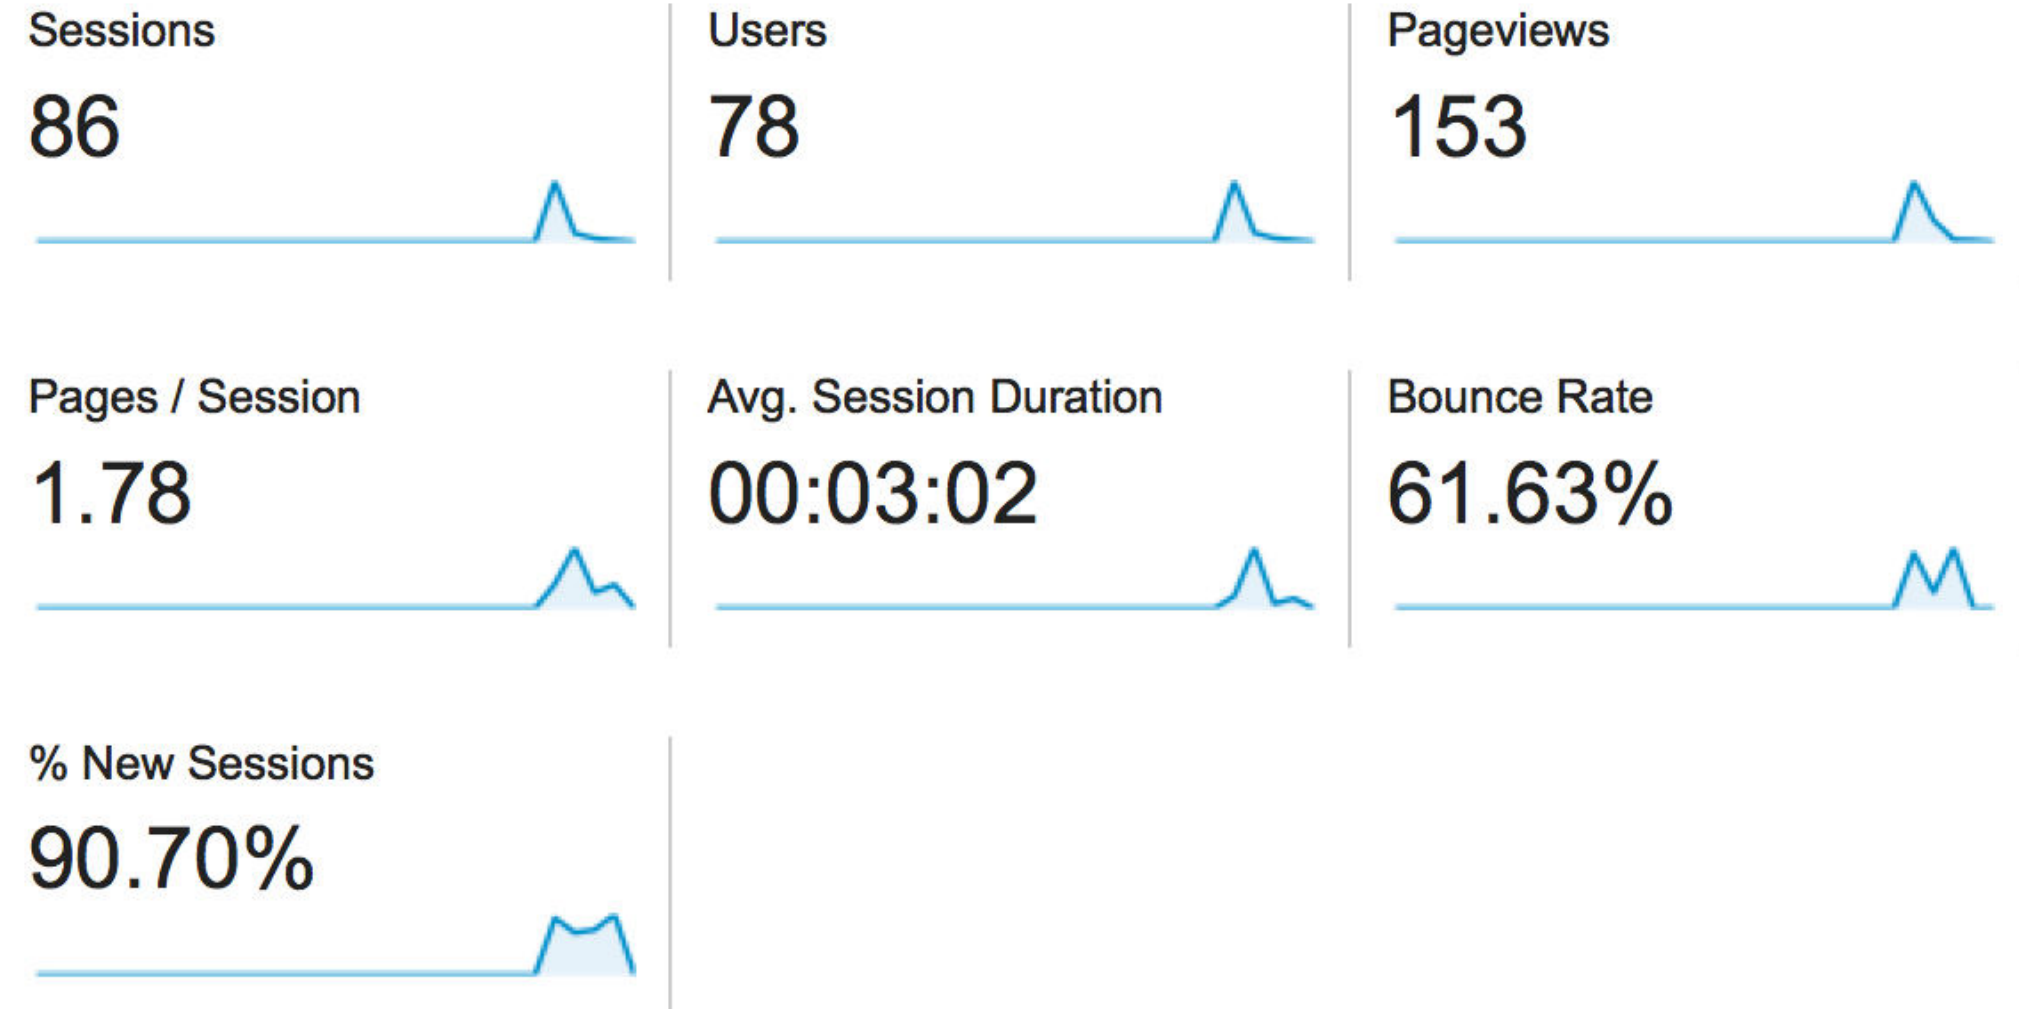 Sessions
86
Users
78
Pageviews
153
Pages / Session
1.78
Avg. Session Duration
00:03:02
Bounce Rate
61.63%
% New Sessions
90.70%